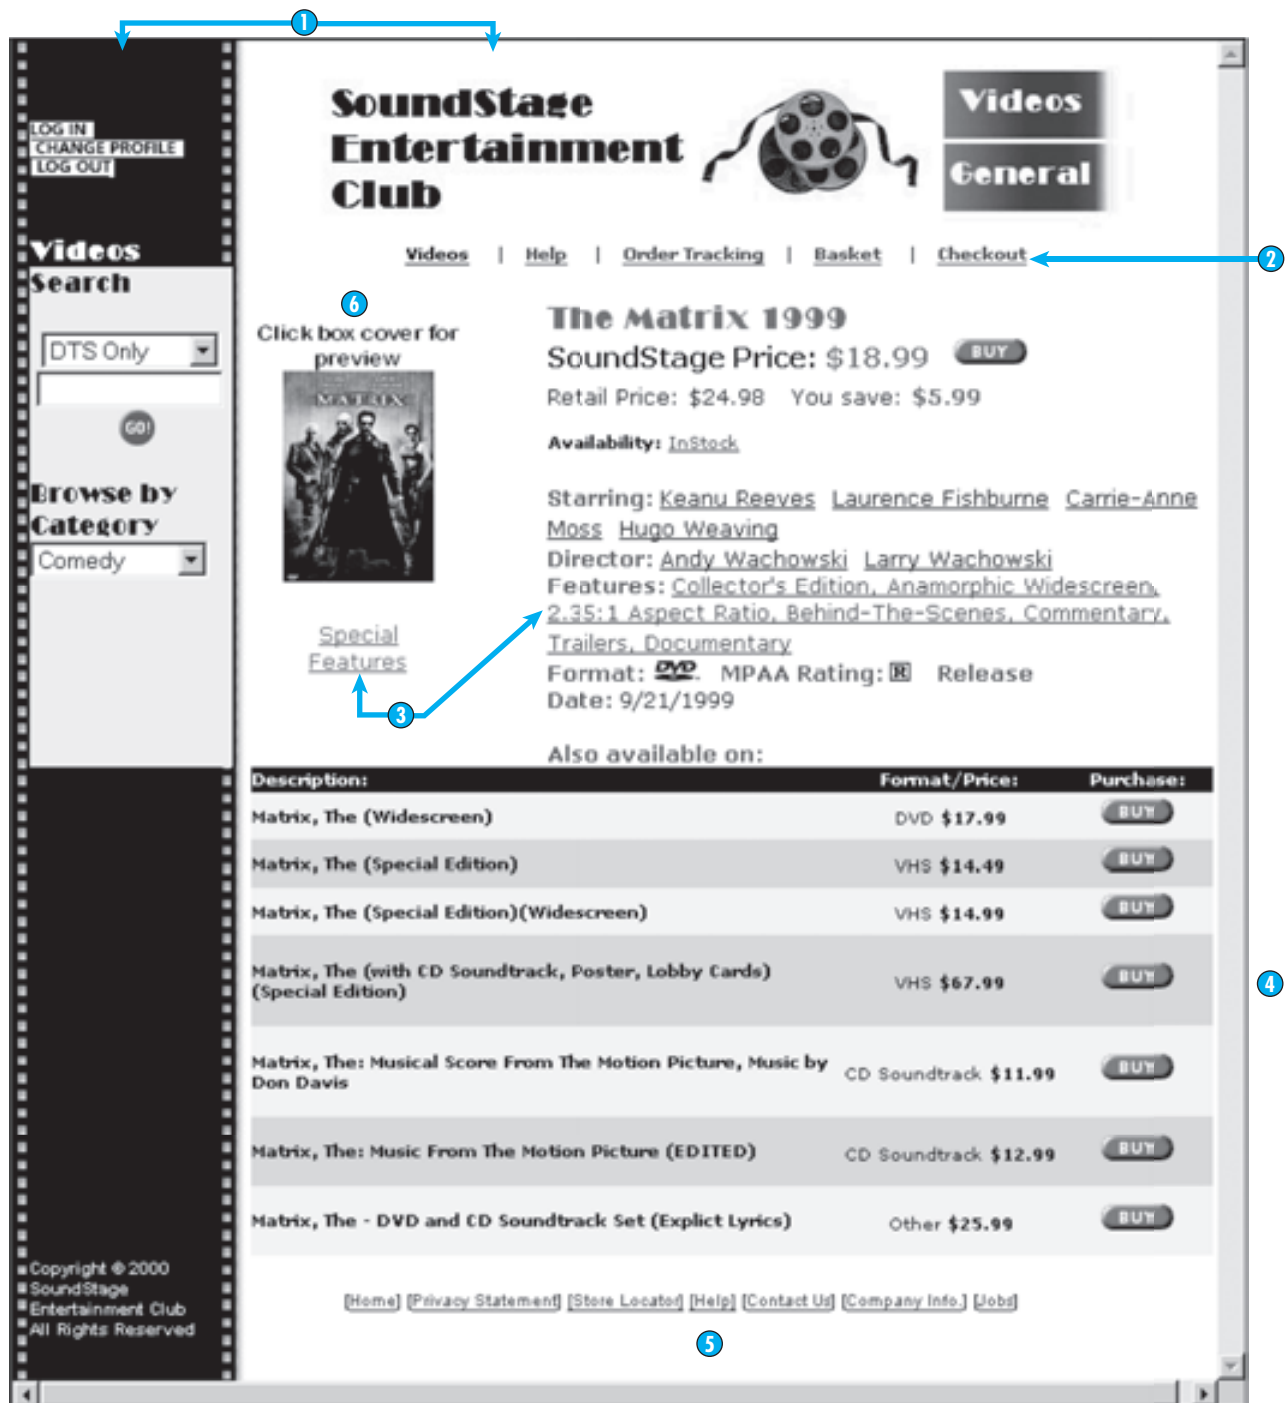 1
LOG IN
CHANGE PROFILE
LOG OUT
Videos
Search
DTS Only
GO!
Browse by
Category
Comedy
Copyright © 2000
SoundStage
Entertainment Club
All Rights Reserved
SoundStage
Entertainment
Club
Videos
General
Videos | Help | Order Tracking | Basket | Checkout
2
6
Click box cover for
preview
MATRIX
Special
Features
3
The Matrix 1999
SoundStage Price: $18.99 BUY
Retail Price: $24.98 You save: $5.99
Availability: InStock
Starring: Keanu Reeves Laurence Fishburne Carrie-Anne
Moss Hugo Weaving
Director: Andy Wachowski Larry Wachowski
Features: Collector's Edition, Anamorphic Widescreen,
2.35:1 Aspect Ratio, Behind-The-Scenes, Commentary,
Trailers, Documentary
Format: DVD MPAA Rating: R Release
Date: 9/21/1999
Also available on:
Description: Format/Price: Purchase:
Matrix, The (Widescreen) DVD $17.99 BUY
Matrix, The (Special Edition) VHS $14.49 BUY
Matrix, The (Special Edition)(Widescreen) VHS $14.99 BUY
Matrix, The (with CD Soundtrack, Poster, Lobby Cards)
(Special Edition) VHS $67.99 BUY
4
Matrix, The: Musical Score From The Motion Picture, Music by
Don Davis CD Soundtrack $11.99 BUY
Matrix, The: Music From The Motion Picture (EDITED) CD Soundtrack $12.99 BUY
Matrix, The - DVD and CD Soundtrack Set (Explict Lyrics) Other $25.99 BUY
[Home] [Privacy Statement] [Store Locator] [Help] [Contact Us] [Company Info.] [Jobs]
5